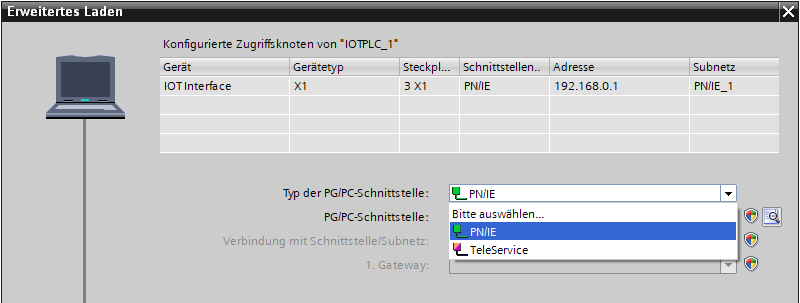 Erweitertes Laden
Konfigurierte Zugriffsknoten von "IOTPLC_1"
Gerät Gerätetyp Steckpl... Schnittstellen.. Adresse Subnetz
IOT Interface X1 3 X1 PN/IE 192.168.0.1 PN/IE_1
Typ der PG/PC-Schnittstelle: PN/IE
PG/PC-Schnittstelle: Bitte auswählen...
Verbindung mit Schnittstelle/Subnetz: PN/IE
TeleService
1. Gateway: